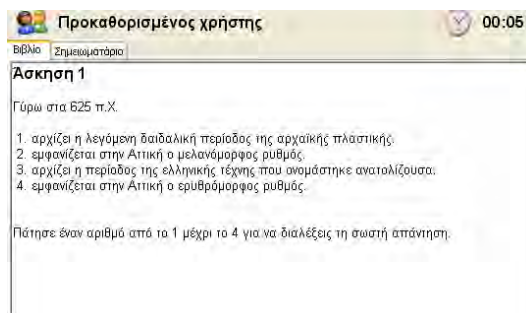 Προκαθορισμένος χρήστης
00:05
Βιβλίο Σημειωματάριο
Άσκηση 1
Γύρω στα 625 π.Χ.
1. αρχίζει η λεγόμενη δαιδαλική περίοδος της αρχαϊκής πλαστικής.
2. εμφανίζεται στην Αττική ο μελανόμορφος ρυθμός.
3. αρχίζει η περίοδος της ελληνικής τέχνης που ονομάστηκε ανατολίζουσα.
4. εμφανίζεται στην Αττική ο ερυθρόμορφος ρυθμός.
Πάτησε έναν αριθμό από το 1 μέχρι το 4 για να διαλέξεις τη σωστή απάντηση.